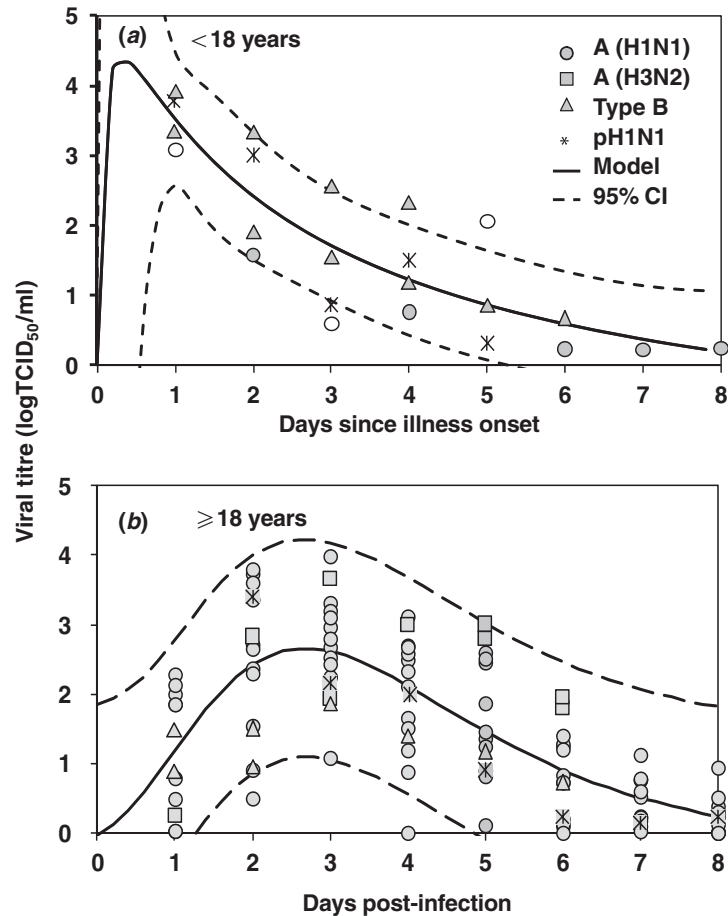 Viral titre (logTCID50/ml)
(a)
< 18 years
A (H1N1)
A (H3N2)
Type B
pH1N1
Model
95% CI
5
4
3
2
1
0
0 1 2 3 4 5 6 7 8
Days since illness onset
(b)
⩾ 18 years
5
4
3
2
1
0
0 1 2 3 4 5 6 7 8
Days post-infection